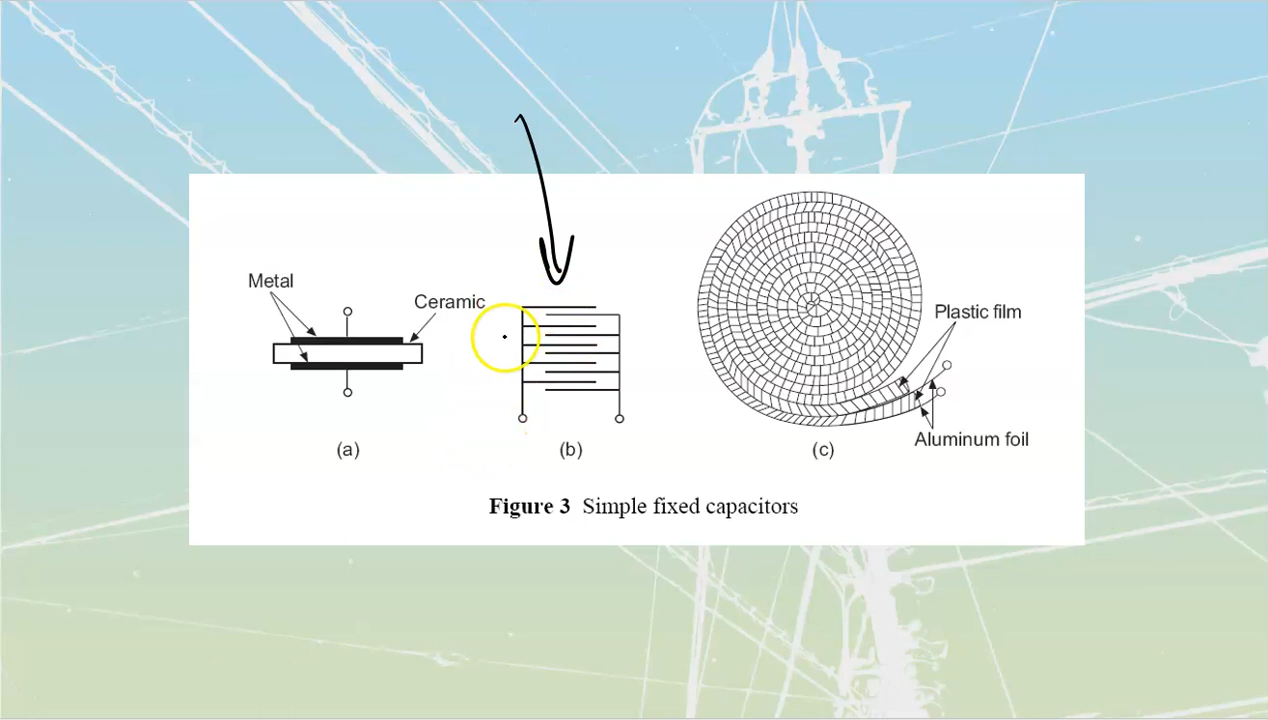 Metal
Ceramic
Plastic film
Aluminum foil
(a)
(b)
(c)
Figure 3 Simple fixed capacitors